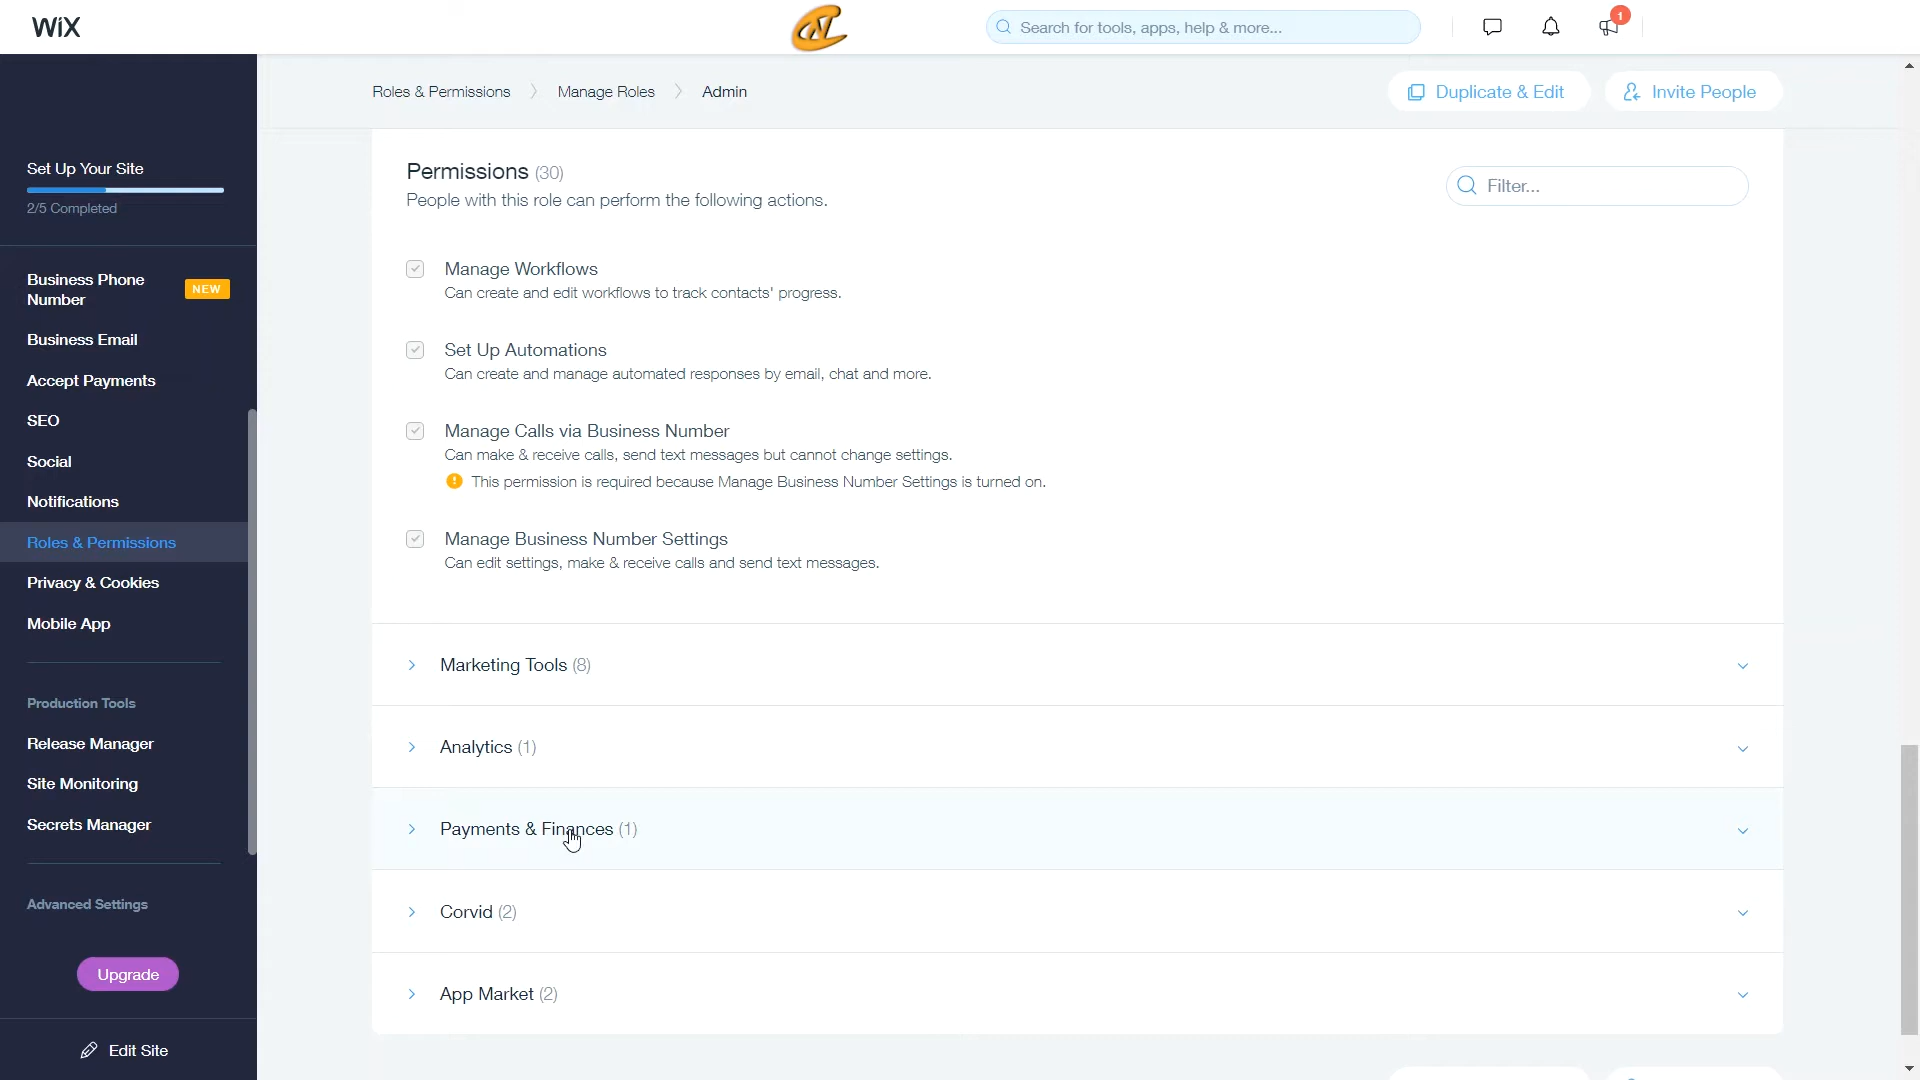 WiX
Search for tools, apps, help & more...
1
Roles & Permissions
Manage Roles
Admin
Duplicate & Edit
Invite People
Set Up Your Site
2/5 Completed
Business Phone
Number
NEW
Business Email
Accept Payments
SEO
Social
Notifications
Roles & Permissions
Privacy & Cookies
Mobile App
Production Tools
Release Manager
Site Monitoring
Secrets Manager
Advanced Settings
Upgrade
Edit Site
Permissions (30)
People with this role can perform the following actions.
Filter...
Manage Workflows
Can create and edit workflows to track contacts' progress.
Set Up Automations
Can create and manage automated responses by email, chat and more.
Manage Calls via Business Number
Can make & receive calls, send text messages but cannot change settings.
This permission is required because Manage Business Number Settings is turned on.
Manage Business Number Settings
Can edit settings, make & receive calls and send text messages.
Marketing Tools (8)
Analytics (1)
Payments & Finances (1)
Corvid (2)
App Market (2)